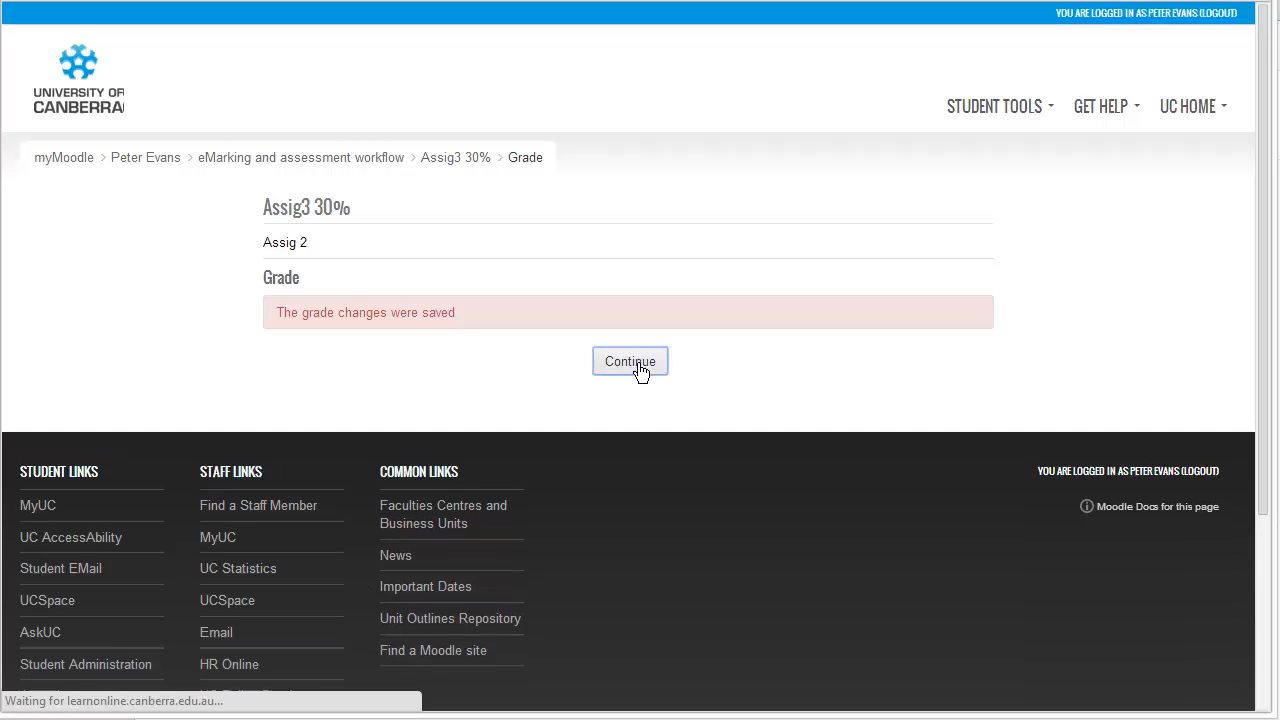 YOU ARE LOGGED IN AS PETER EVANS (LOGOUT)
UNIVERSITY OF
CANBERRA
STUDENT TOOLS
GET HELP
UC HOME
myMoodle > Peter Evans > eMarking and assessment workflow > Assig3 30% > Grade
Assig3 30%
Assig 2
Grade
The grade changes were saved
Continue
STUDENT LINKS
MyUC
UC AccessAbility
Student EMail
UCSpace
AskUC
Student Administration
STAFF LINKS
Find a Staff Member
MyUC
UC Statistics
UCSpace
Email
HR Online
COMMON LINKS
Faculties Centres and
Business Units
News
Important Dates
Unit Outlines Repository
Find a Moodle site
YOU ARE LOGGED IN AS PETER EVANS (LOGOUT)
Moodle Docs for this page
Waiting for learnonline.canberra.edu.au...